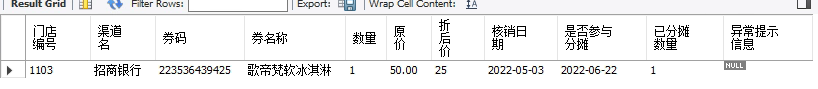 Result Grid Filter Rows: Export: Wrap Cell Content:
门店编号 渠道名 券码 券名称 数量 原价 折后价 核销日期 是否参与分摊 已分摊数量 异常提示信息
1103 招商银行 223536439425 歌帝梵软冰淇淋 1 50.00 25 2022-05-03 2022-06-22 1 NULL